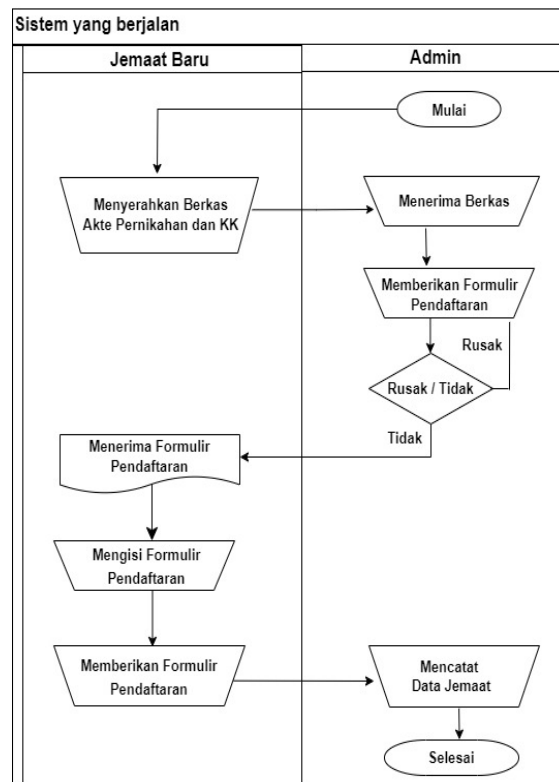 Sistem yang berjalan
Jemaat Baru
Admin
Mulai
Menyerahkan Berkas
Akte Pernikahan dan KK
Menerima Berkas
Memberikan Formulir
Pendaftaran
Rusak
Rusak / Tidak
Tidak
Menerima Formulir
Pendaftaran
Mengisi Formulir
Pendaftaran
Memberikan Formulir
Pendaftaran
Mencatat
Data Jemaat
Selesai